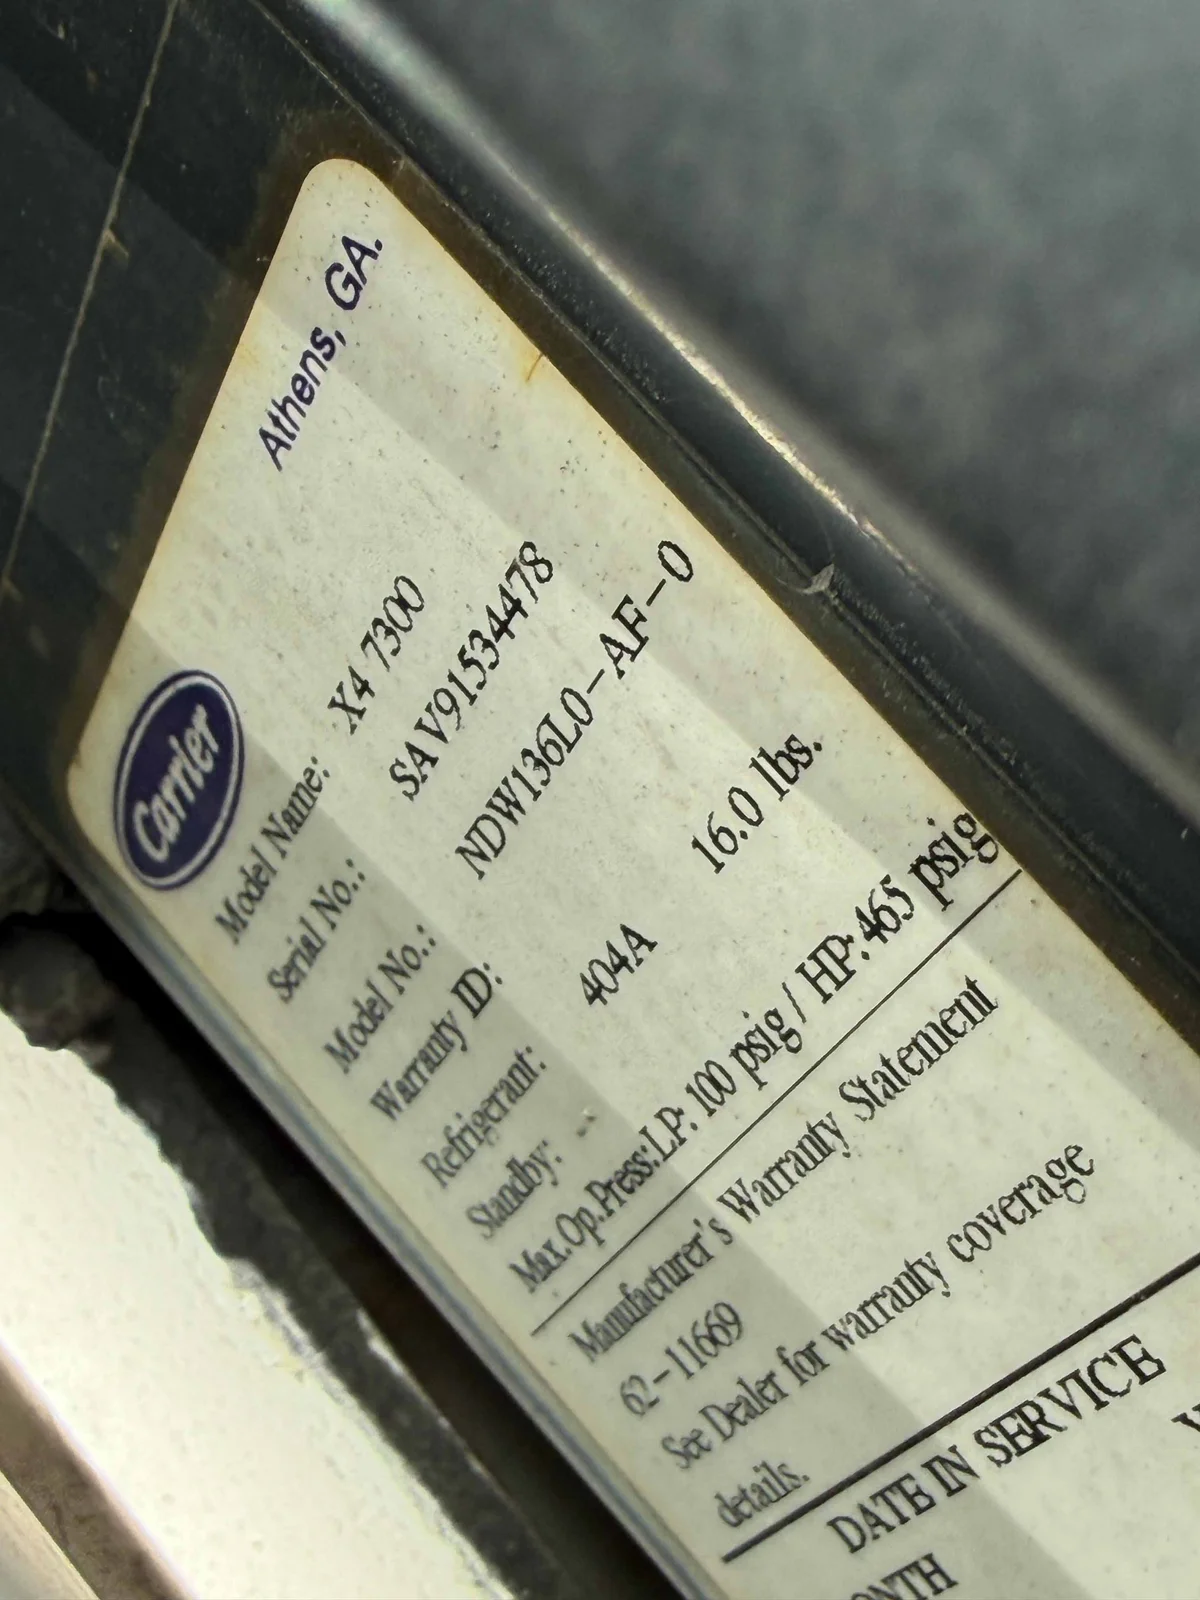 Athens, GA.
Carrier
Model Name: X4 7300
Serial No.: SAV91534478
Model No.: NDW136L0-AF-0
Warranty ID:
Refrigerant: 404A 16.0 lbs.
Standby: --
Max.Op.Press:LP: 100 psig/ HP:465 psig
Manufacturer's Warranty Statement
62-11669
See Dealer for warranty coverage
details.
DATE IN SERVICE